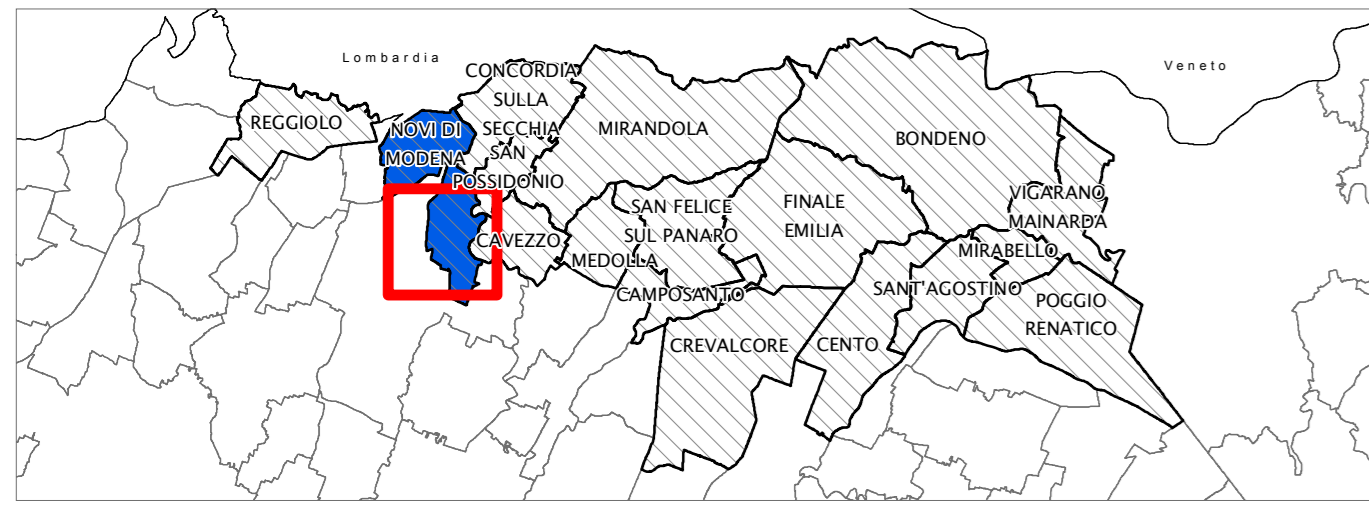 Lombardia
Veneto
CONCORDIA
SULLA
SECCHIA
REGGIOLO
NOVI DI
MODENA
SAN
POSSIDONIO
MIRANDOLA
BONDENO
VIGARANO
MAINARDA
SAN FELICE
SUL PANARO
FINALE
EMILIA
CAVEZZO
MEDOLLA
MIRABELLO
CAMPOSANTO
SANT'AGOSTINO
POGGIO
RENATICO
CREVALCORE
CENTO